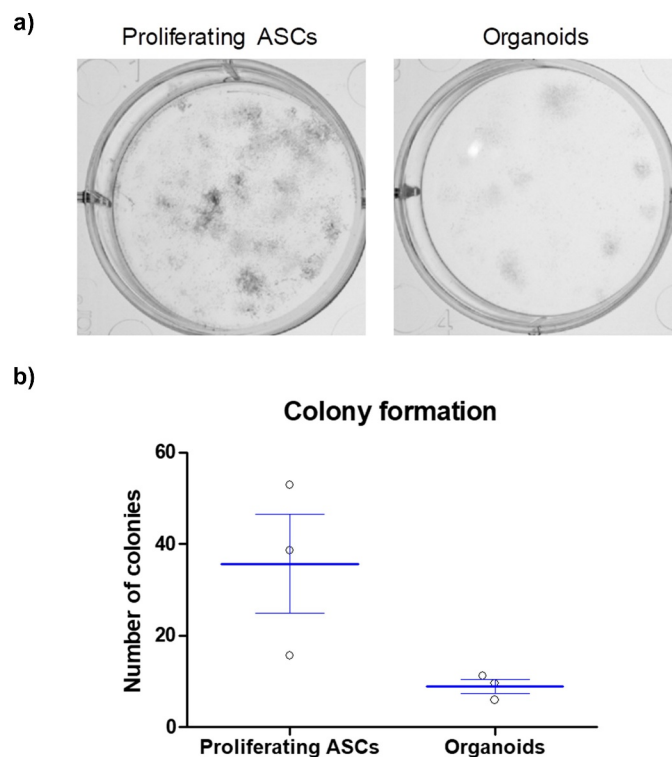 a)
Proliferating ASCs
Organoids
b)
Colony formation
Number of colonies
60
40
20
0
Proliferating ASCs
Organoids